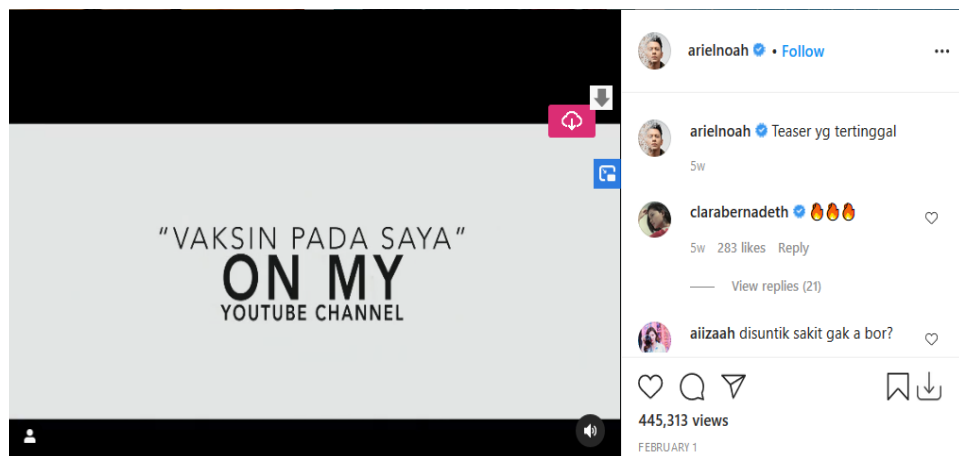 "VAKSIN PADA SAYA"
ON MY
YOUTUBE CHANNEL
arielnoah • Follow
arielnoah Teaser yg tertinggal
5w
clarabernadeth 🔥🔥🔥
5w 283 likes Reply
View replies (21)
aiizaah disuntik sakit gak a bor?
445,313 views
FEBRUARY 1